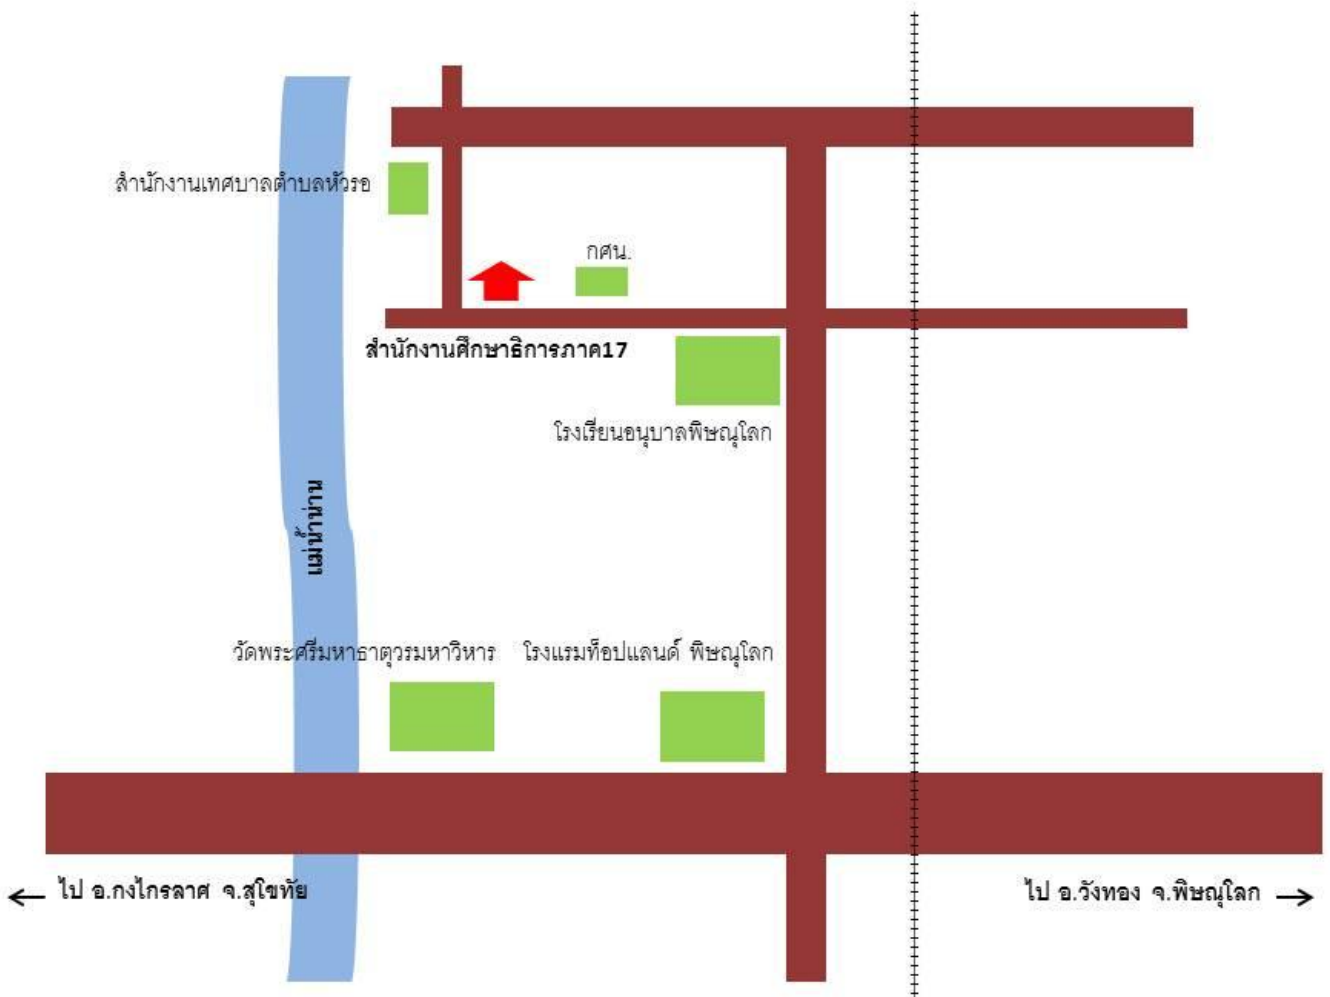 สำนักงานเทศบาลตำบลหัวรอ
กศน.
สำนักงานศึกษาธิการภาค17
โรงเรียนอนุบาลพิษณุโลก
แม่น้ำน่าน
วัดพระศรีมหาธาตุวรมหาวิหาร
โรงแรมท็อปแลนด์ พิษณุโลก
ไป อ.กงไกรลาศ จ.สุโขทัย
ไป อ.วังทอง จ.พิษณุโลก